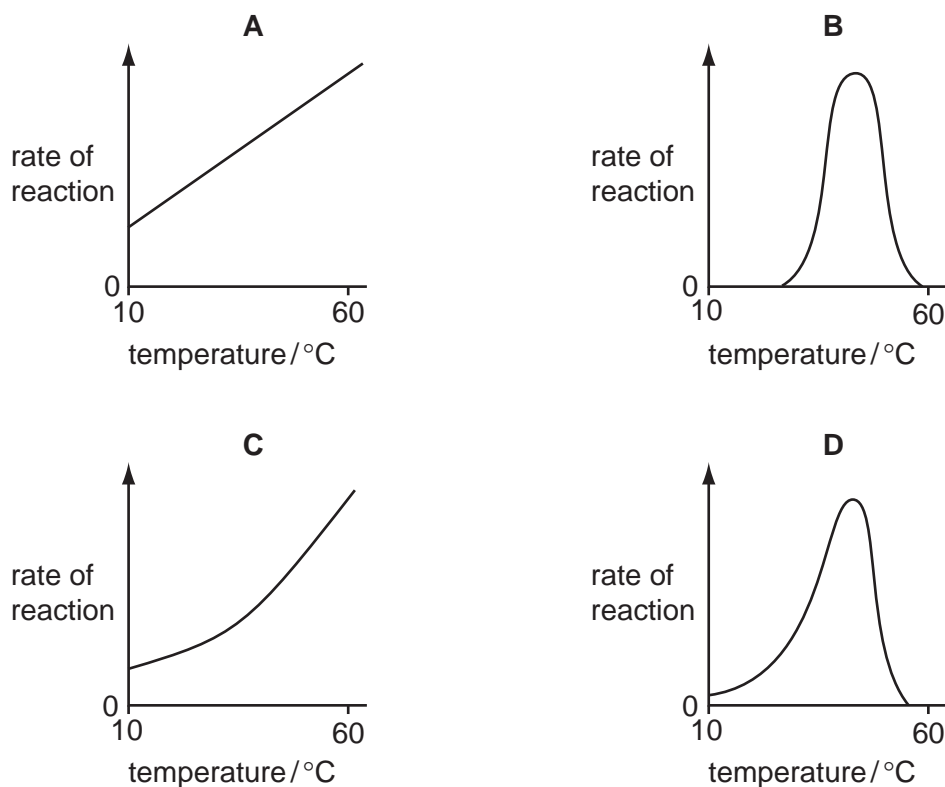 A
rate of
reaction
0
10
60
temperature / °C
B
rate of
reaction
0
10
60
temperature / °C
C
rate of
reaction
0
10
60
temperature / °C
D
rate of
reaction
0
10
60
temperature / °C